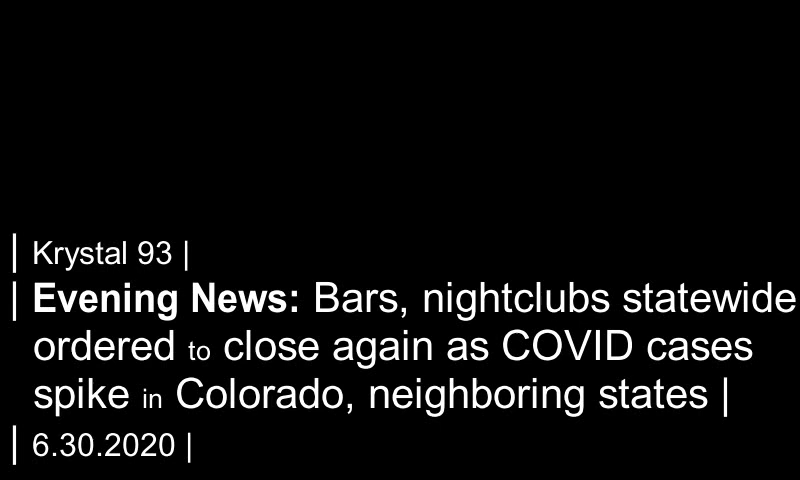 | Krystal 93 |
| Evening News: Bars, nightclubs statewide
ordered to close again as COVID cases
spike in Colorado, neighboring states |
| 6.30.2020 |